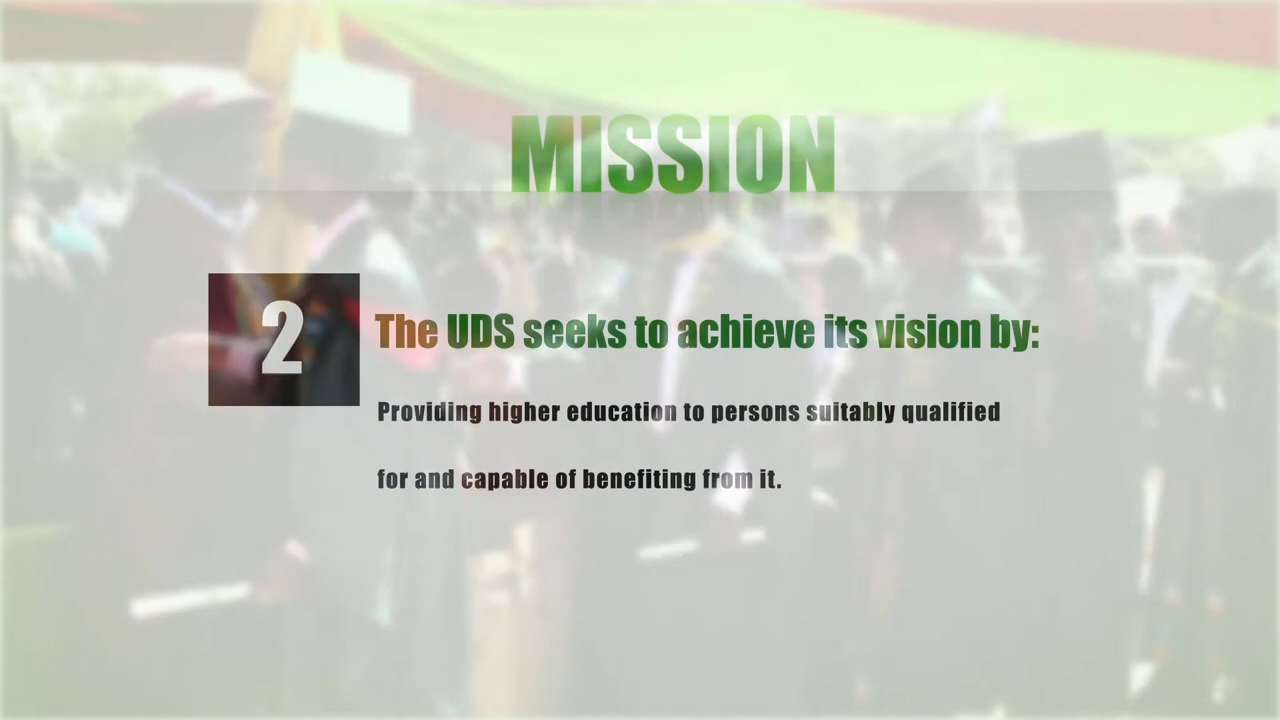 MISSION
2
The UDS seeks to achieve its vision by:
Providing higher education to persons suitably qualified
for and capable of benefiting from it.